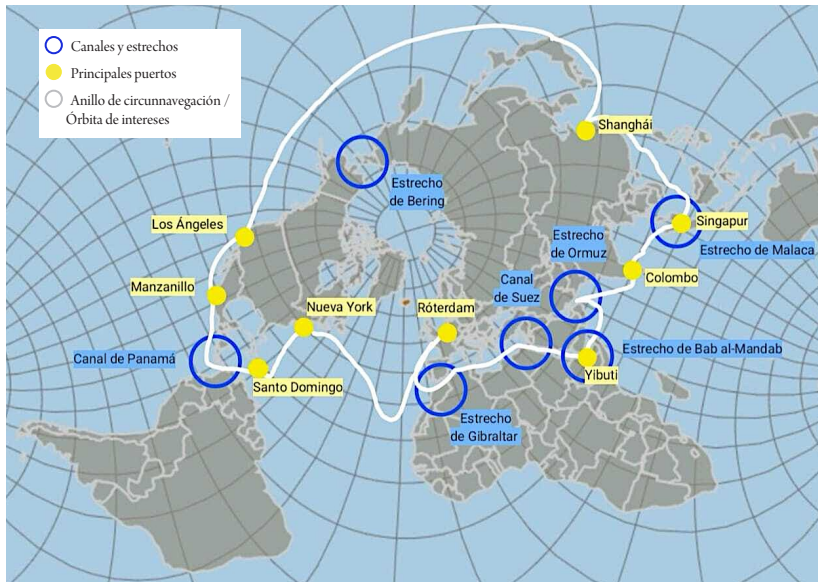 Canales y estrechos
Principales puertos
Anillo de circunnavegación /
Órbita de intereses
Shanghái
Estrecho
de Bering
Los Ángeles
Singapur
Estrecho
de Ormuz
Estrecho de Malaca
Colombo
Canal
de Suez
Manzanillo
Nueva York
Róterdam
Canal de Panamá
Estrecho de Bab al-Mandab
Yibuti
Santo Domingo
Estrecho
de Gibraltar